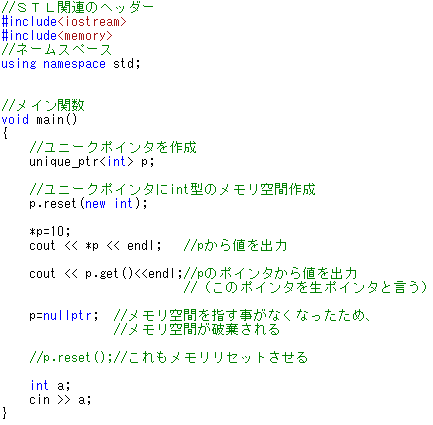 //ＳＴＬ関連のヘッダー
#include<iostream>
#include<memory>
//ネームスペース
using namespace std;
//メイン関数
void main()
{
//ユニークポインタを作成
unique_ptr<int> p;
//ユニークポインタにint型のメモリ空間作成
p.reset(new int);
*p=10;
cout << *p << endl; //pから値を出力
cout << p.get()<<endl;//pのポインタから値を出力
//（このポインタを生ポインタと言う）
p=nullptr; //メモリ空間を指す事がなくなったため、
//メモリ空間が破棄される
//p.reset();//これもメモリリセットさせる
int a;
cin >> a;
}